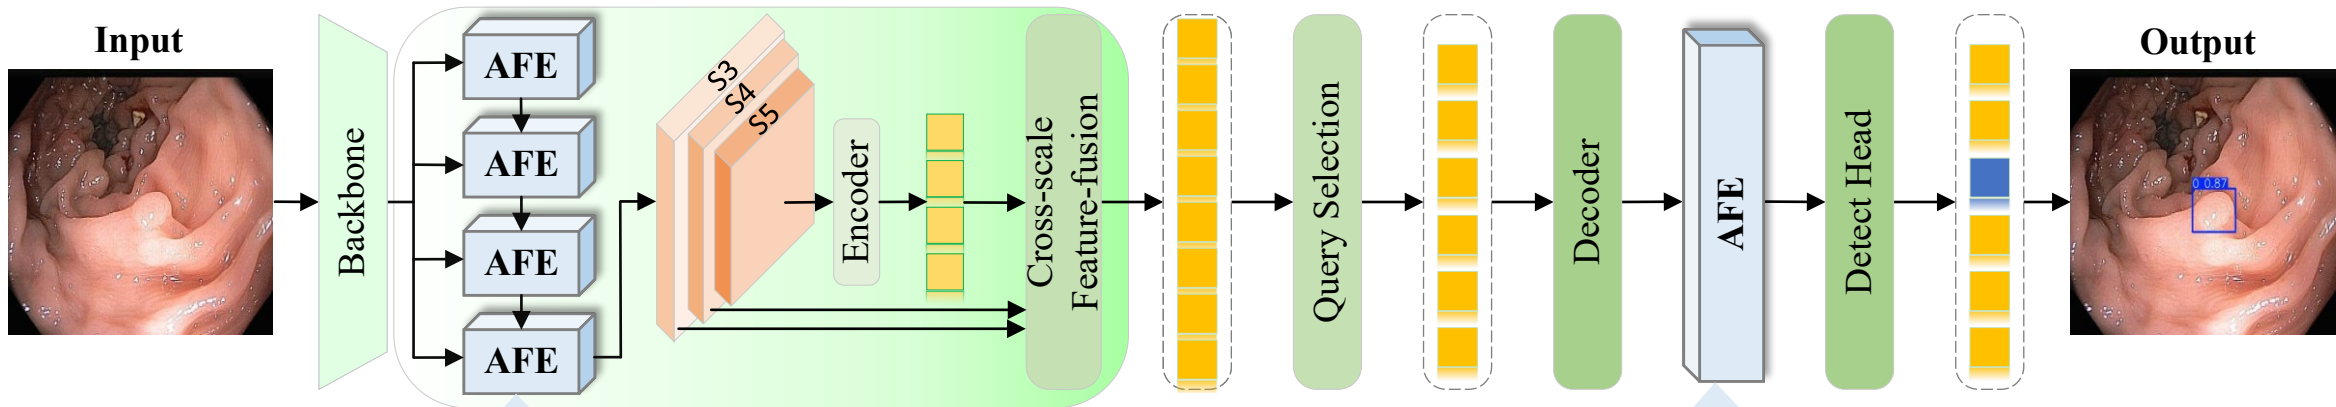 Input
Backbone
AFE
AFE
AFE
AFE
S3
S4
S5
Encoder
Cross-scale
Feature-fusion
Query Selection
Decoder
AFE
Detect Head
Output
0 0.87